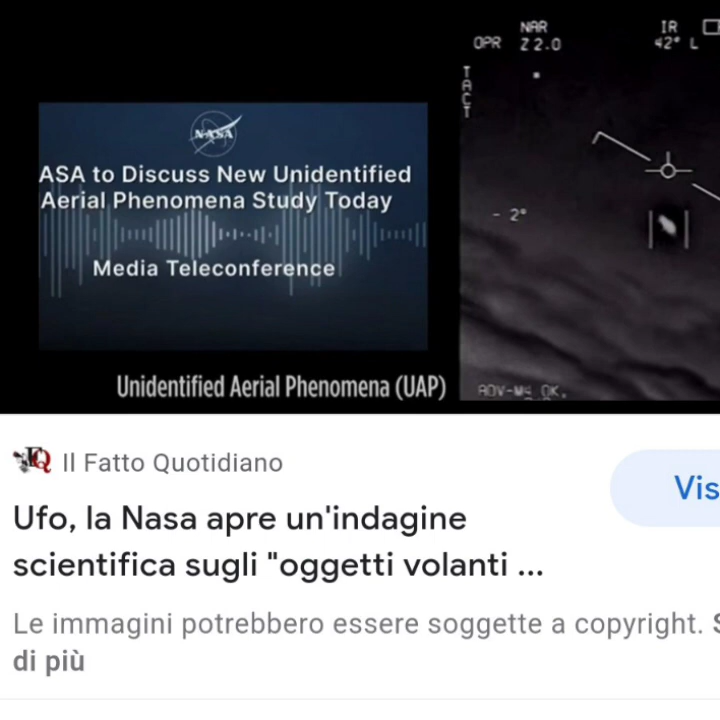 NASA
ASA to Discuss New Unidentified
Aerial Phenomena Study Today
Media Teleconference
Unidentified Aerial Phenomena (UAP)
OPR
NAR
Z 2.0
IR
42° L
TACT
- 2°
Il Fatto Quotidiano
Vis
Ufo, la Nasa apre un'indagine
scientifica sugli "oggetti volanti ...
Le immagini potrebbero essere soggette a copyright. S
di più